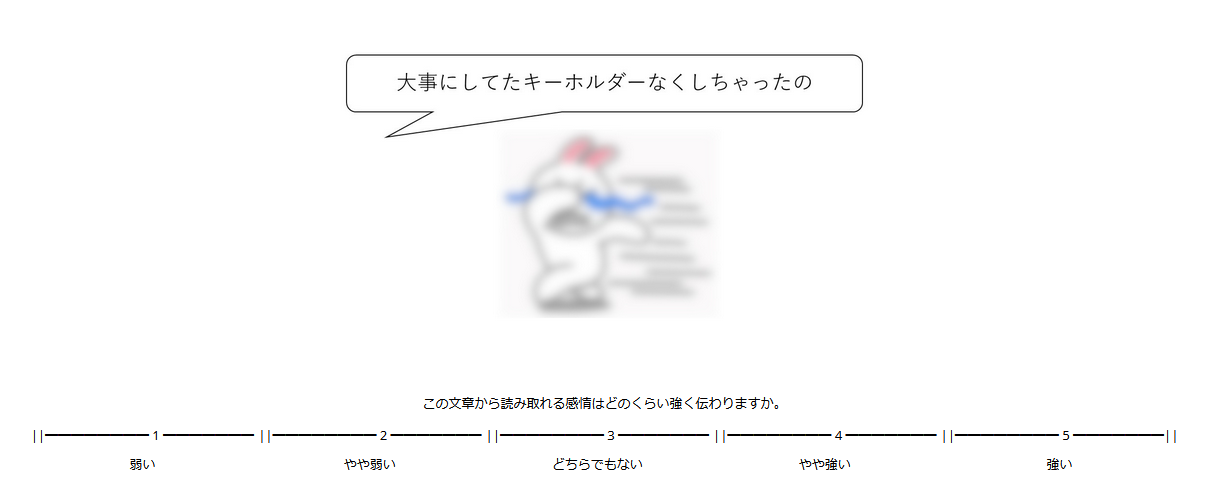 大事にしてたキーホルダーなくしちゃったの
この文章から読み取れる感情はどのくらい強く伝わりますか。
||━━━━━━━━ 1 ━━━━━━━ ||━━━━━━━━ 2 ━━━━━━━ ||━━━━━━━━ 3 ━━━━━━━ ||━━━━━━━━ 4 ━━━━━━━ ||━━━━━━━━ 5 ━━━━━━━||
弱い やや弱い どちらでもない やや強い 強い